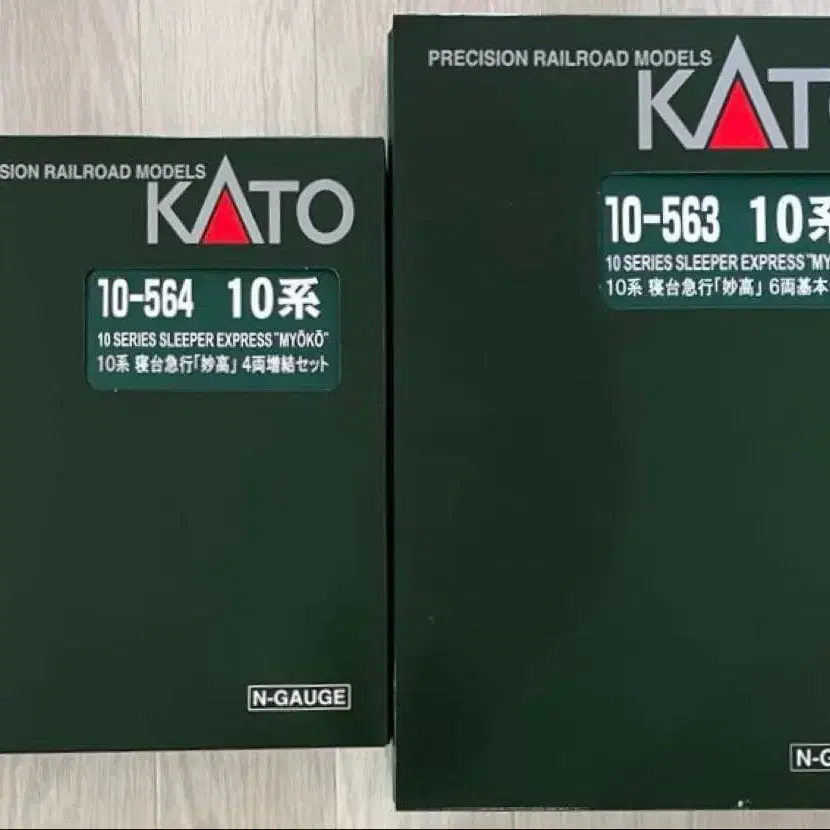 SION RAILROAD MODELS
KATO
10-564 10系
10 SERIES SLEEPER EXPRESS "MYŌKŌ"
10系 寝台急行「妙高」 4両増結セット
N-GAUGE
PRECISION RAILROAD MODELS
KAT
10-563 10系
10 SERIES SLEEPER EXPRESS "MY
10系 寝台急行「妙高」 6両基本
N-G